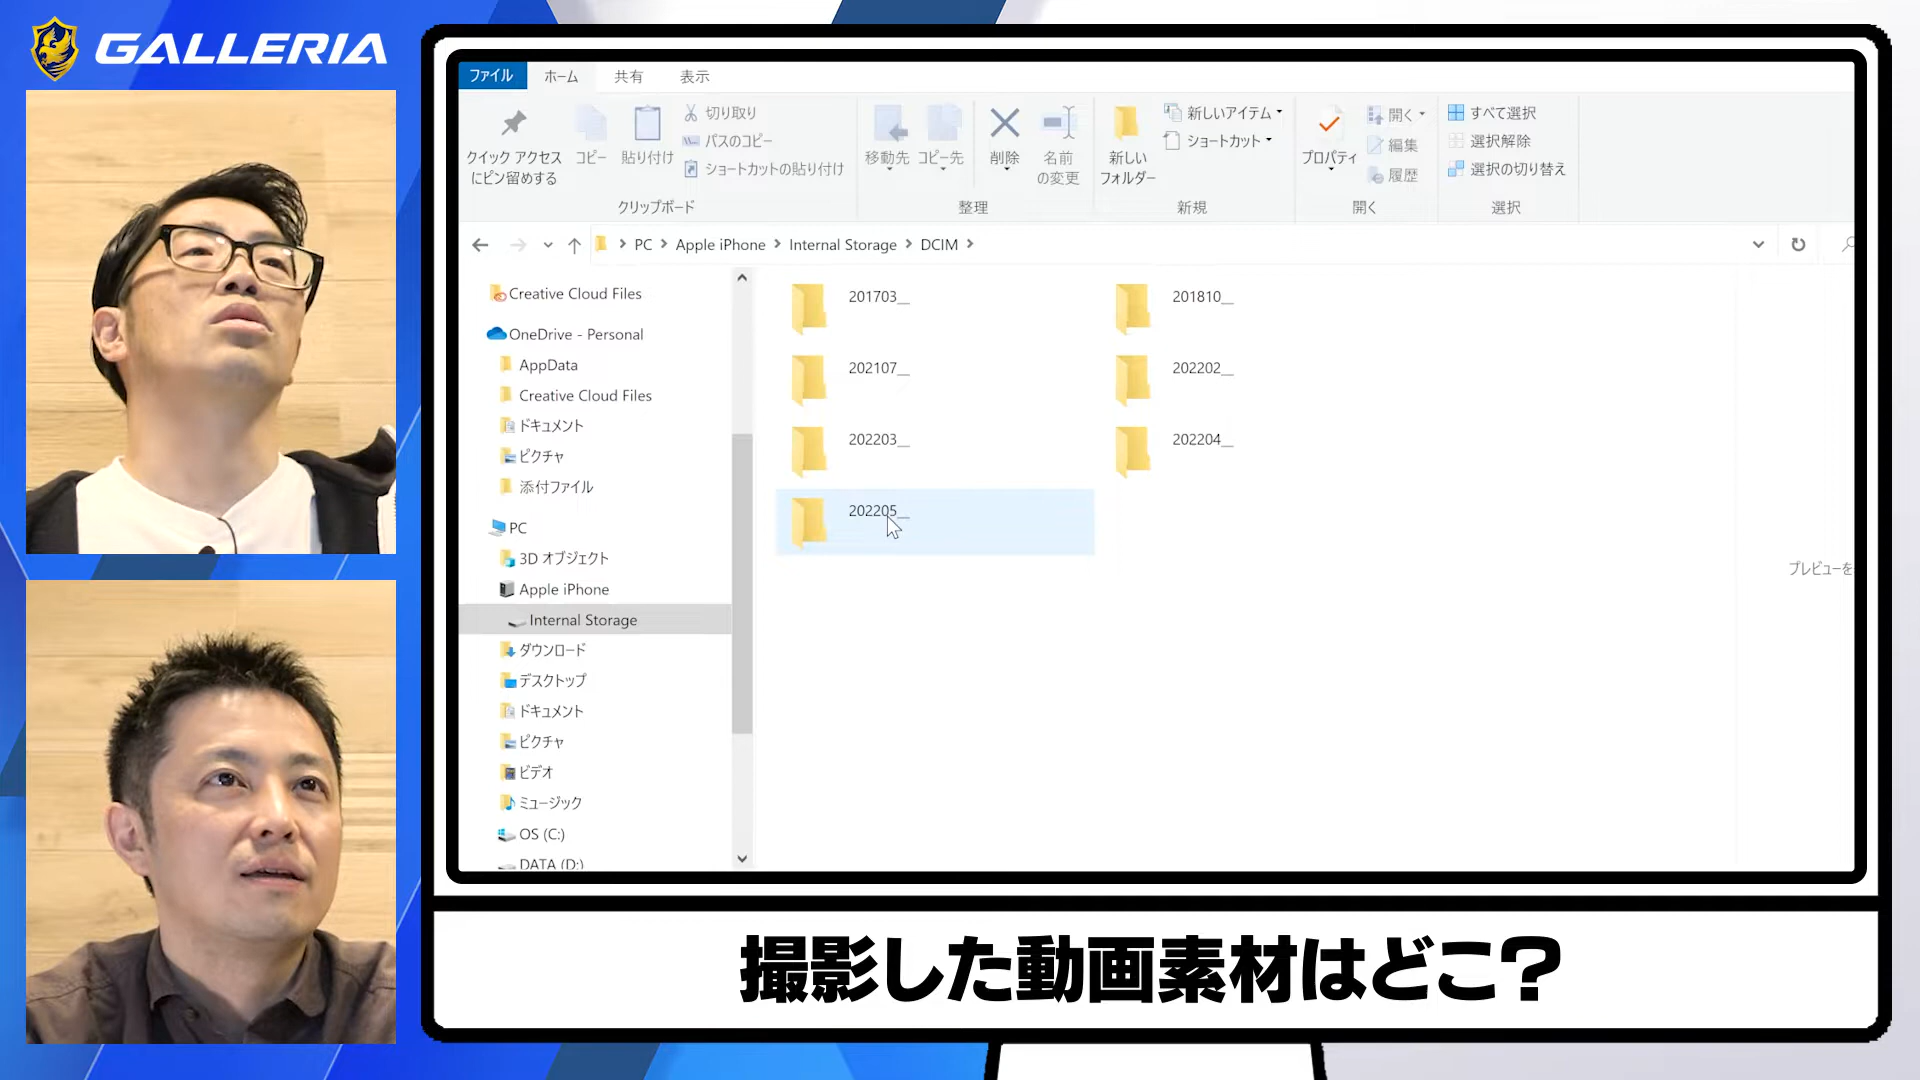 GALLERIA
ファイル ホーム 共有 表示
クイック アクセス
にピン留めする
コピー
貼り付け
切り取り
パスのコピー
ショートカットの貼り付け
クリップボード
移動先
コピー先
削除
名前
の変更
整理
新しい
フォルダー
新しいアイテム
ショートカット
新規
プロパティ
開く
編集
履歴
開く
すべて選択
選択解除
選択の切り替え
選択
PC Apple iPhone Internal Storage DCIM
Creative Cloud Files
OneDrive - Personal
AppData
Creative Cloud Files
ドキュメント
ピクチャ
添付ファイル
PC
3D オブジェクト
Apple iPhone
Internal Storage
ダウンロード
デスクトップ
ドキュメント
ピクチャ
ビデオ
ミュージック
OS (C:)
DATA (D:)
201703__ 201810__
202107__ 202202__
202203__ 202204__
202205__
プレビューを
撮影した動画素材はどこ?